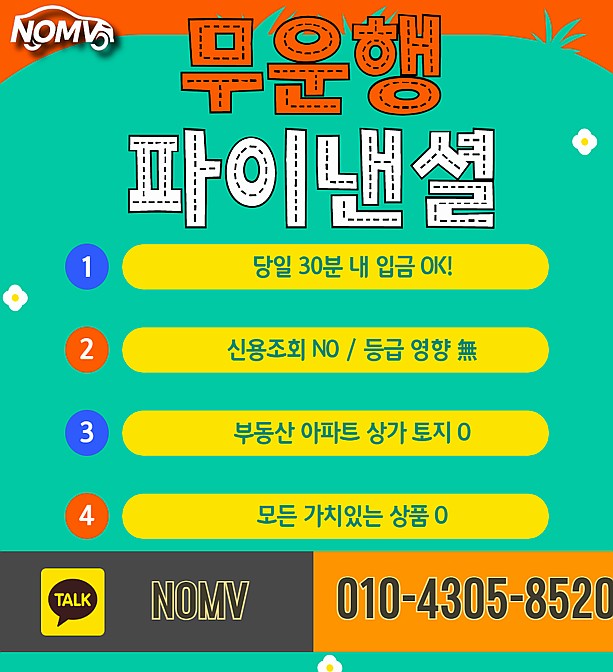 NOMV
무운행
파이낸셜
1 당일 30분 내 입금 OK!
2 신용조회 NO / 등급 영향 無
3 부동산 아파트 상가 토지 O
4 모든 가치있는 상품 O
TALK NOMV 010-4305-8520